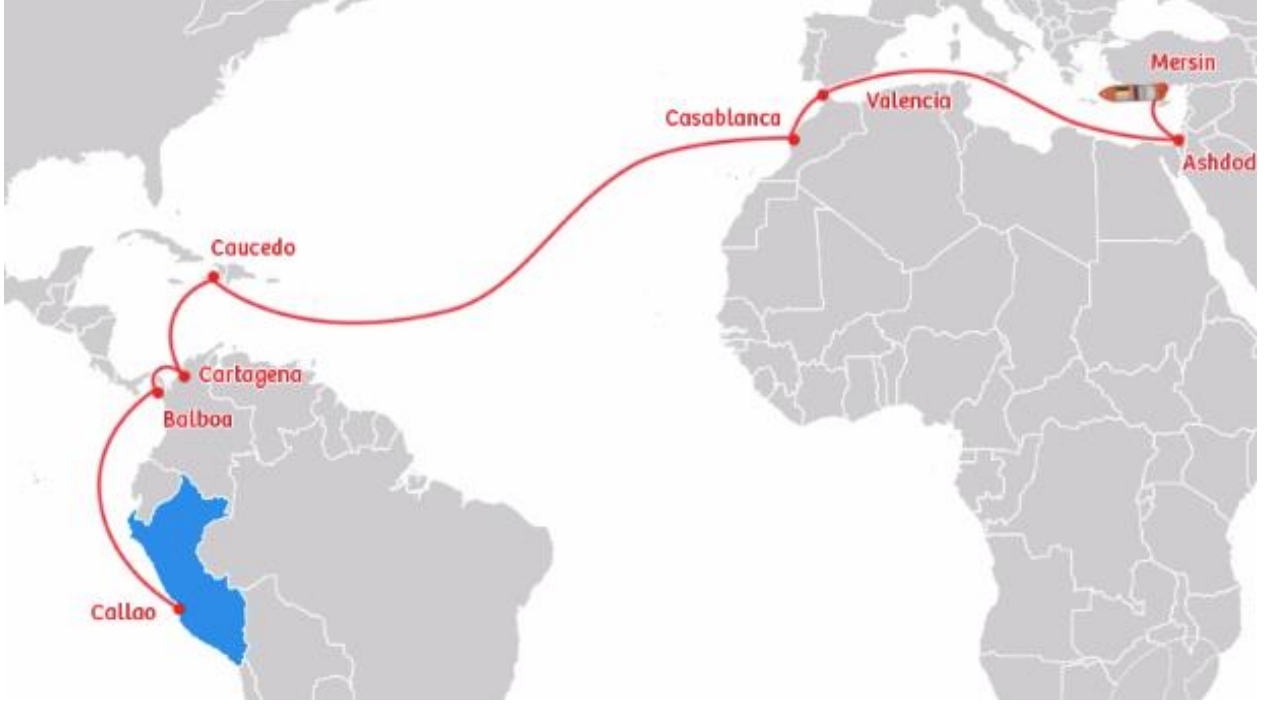 Mersin
Valencia
Casablanca
Ashdod
Caucedo
Cartagena
Balboa
Callao